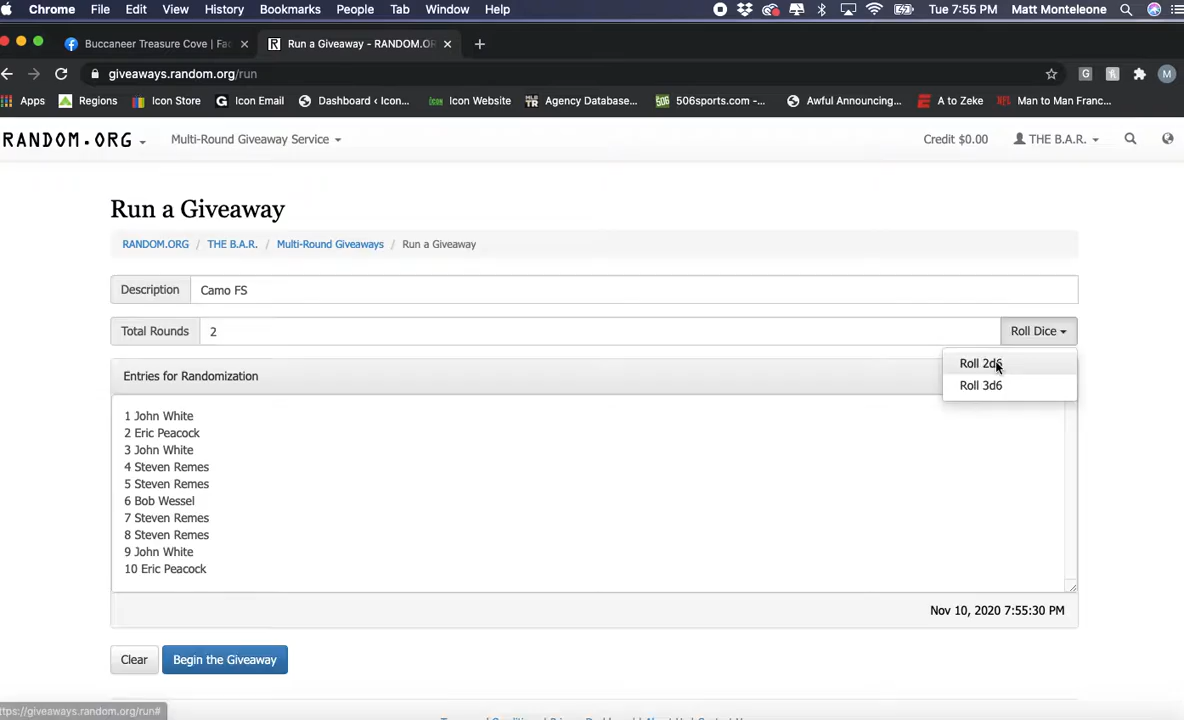 Chrome File Edit View History Bookmarks People Tab Window Help Tue 7:55 PM Matt Monteleone
Buccaneer Treasure Cove | Fac Run a Giveaway - RANDOM.OR
giveaways.random.org/run G M
Apps Regions Icon Store G Icon Email Dashboard ‹ Icon... icon Icon Website Agency Database... 506 506sports.com -... Awful Announcing... A to Zeke Man to Man Franc...
RANDOM.ORG Multi-Round Giveaway Service Credit $0.00 THE B.A.R.
Run a Giveaway
RANDOM.ORG / THE B.A.R. / Multi-Round Giveaways / Run a Giveaway
Description Camo FS
Total Rounds 2 Roll Dice
Roll 2d6
Roll 3d6
Entries for Randomization
1 John White
2 Eric Peacock
3 John White
4 Steven Remes
5 Steven Remes
6 Bob Wessel
7 Steven Remes
8 Steven Remes
9 John White
10 Eric Peacock
Nov 10, 2020 7:55:30 PM
Clear Begin the Giveaway
ttps://giveaways.random.org/run#